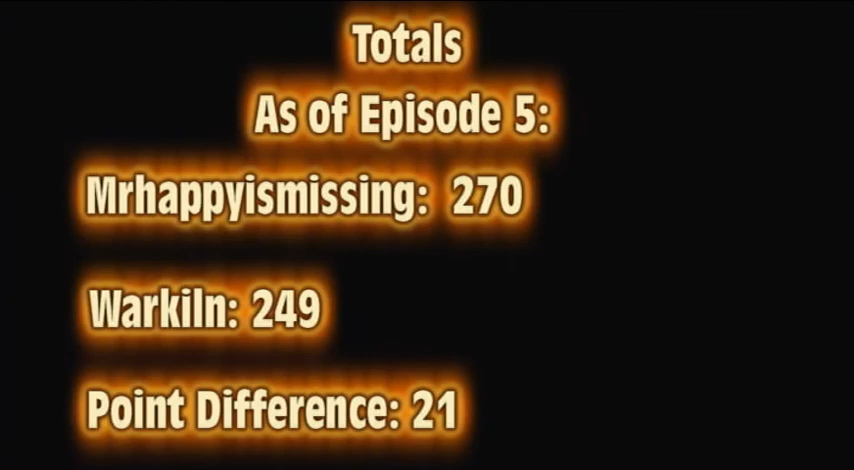 Totals
As of Episode 5:
Mrhappyismissing: 270
Warkiln: 249
Point Difference: 21